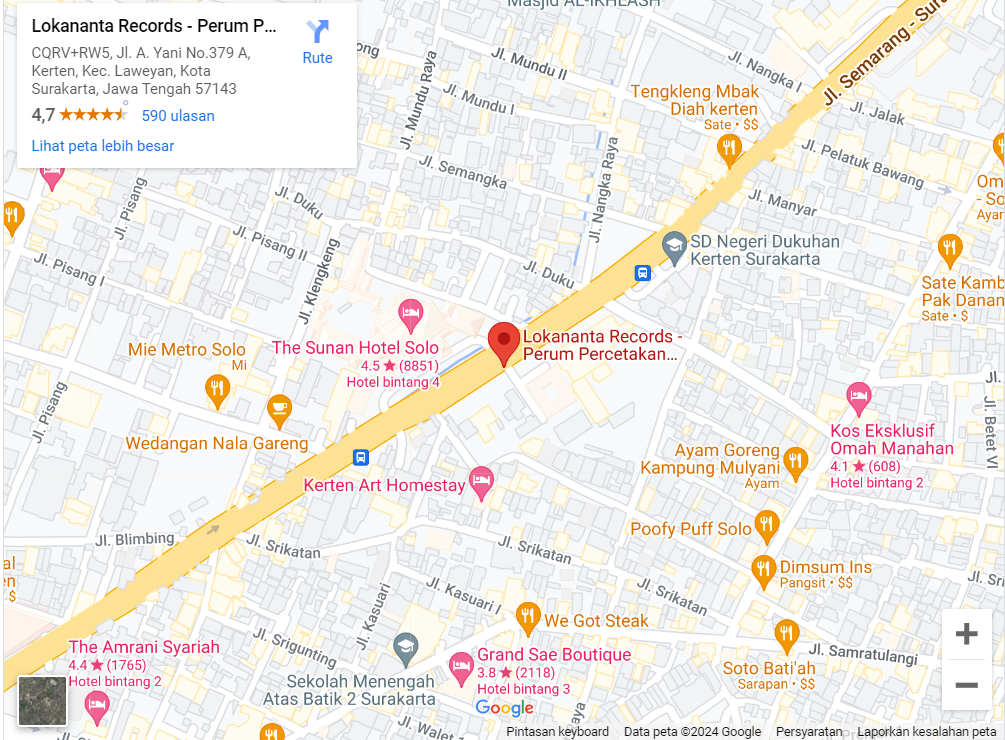 Masjid AL-IKHLASH
Lokananta Records - Perum P...
Rute
CQRV+RW5, Jl. A. Yani No.379 A,
Kerten, Kec. Laweyan, Kota
Surakarta, Jawa Tengah 57143
4,7
590 ulasan
Lihat peta lebih besar
Jl. Semarang - Sura
Jl. Mundu Raya
Jl. Mundu II
Jl. Mundu I
Jl. Nangka I
Jl. Jalak
Tengkleng Mbak
Diah kerten
Sate • $$
Jl. Pelatuk Bawang
Jl. Semangka
Jl. Nangka Raya
Jl. Manyar
Om
- So
Ayar
Jl. Pisang
Jl. Duku
Jl. Pisang II
Jl. Klengkeng
Jl. Pisang I
Jl. Duku
SD Negeri Dukuhan
Kerten Surakarta
Sate Kamb
Pak Danan
Sate • $
Lokananta Records -
Perum Percetakan...
The Sunan Hotel Solo
4.5 (8851)
Hotel bintang 4
Mie Metro Solo
Mi
Jl. Pisang
Wedangan Nala Gareng
Jl.
Jl. Betet VI
Kos Eksklusif
Omah Manahan
4.1 (608)
Hotel bintang 2
Ayam Goreng
Kampung Mulyani
Ayam
Kerten Art Homestay
Poofy Puff Solo
Jl. Blimbing
Jl. Srikatan
Jl. Srikatan
Jl. Srikatan
Dimsum Ins
Pangsit • $$
Jl. Sri
al
en
$
Jl. Kasuari
Jl. Kasuari I
We Got Steak
Jl. Srigunting
The Amrani Syariah
4.4 (1765)
Hotel bintang 2
Sekolah Menengah
Atas Batik 2 Surakarta
Grand Sae Boutique
3.8 (2118)
Hotel bintang 3
Soto Bati'ah
Sarapan • $$
Jl. Samratulangi
Jl. Walet 1
aya
Google
Pintasan keyboard
Data peta ©2024 Google
Persyaratan
Laporkan kesalahan peta